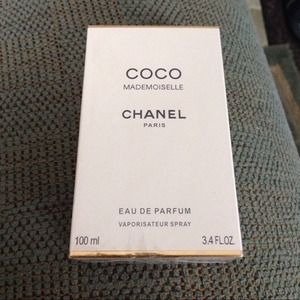 COCO
MADEMOISELLE
CHANEL
PARIS
EAU DE PARFUM
VAPORISATEUR SPRAY
100 ml 3.4 FL.OZ.